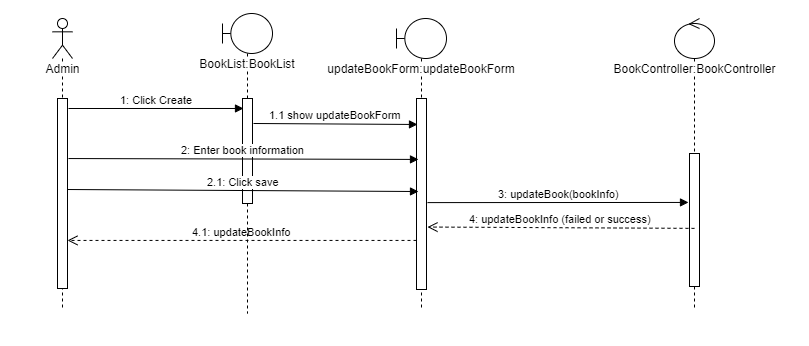 Admin
BookList:BookList
updateBookForm:updateBookForm
BookController:BookController
1: Click Create
1.1 show updateBookForm
2: Enter book information
2.1: Click save
3: updateBook(bookInfo)
4: updateBookInfo (failed or success)
4.1: updateBookInfo